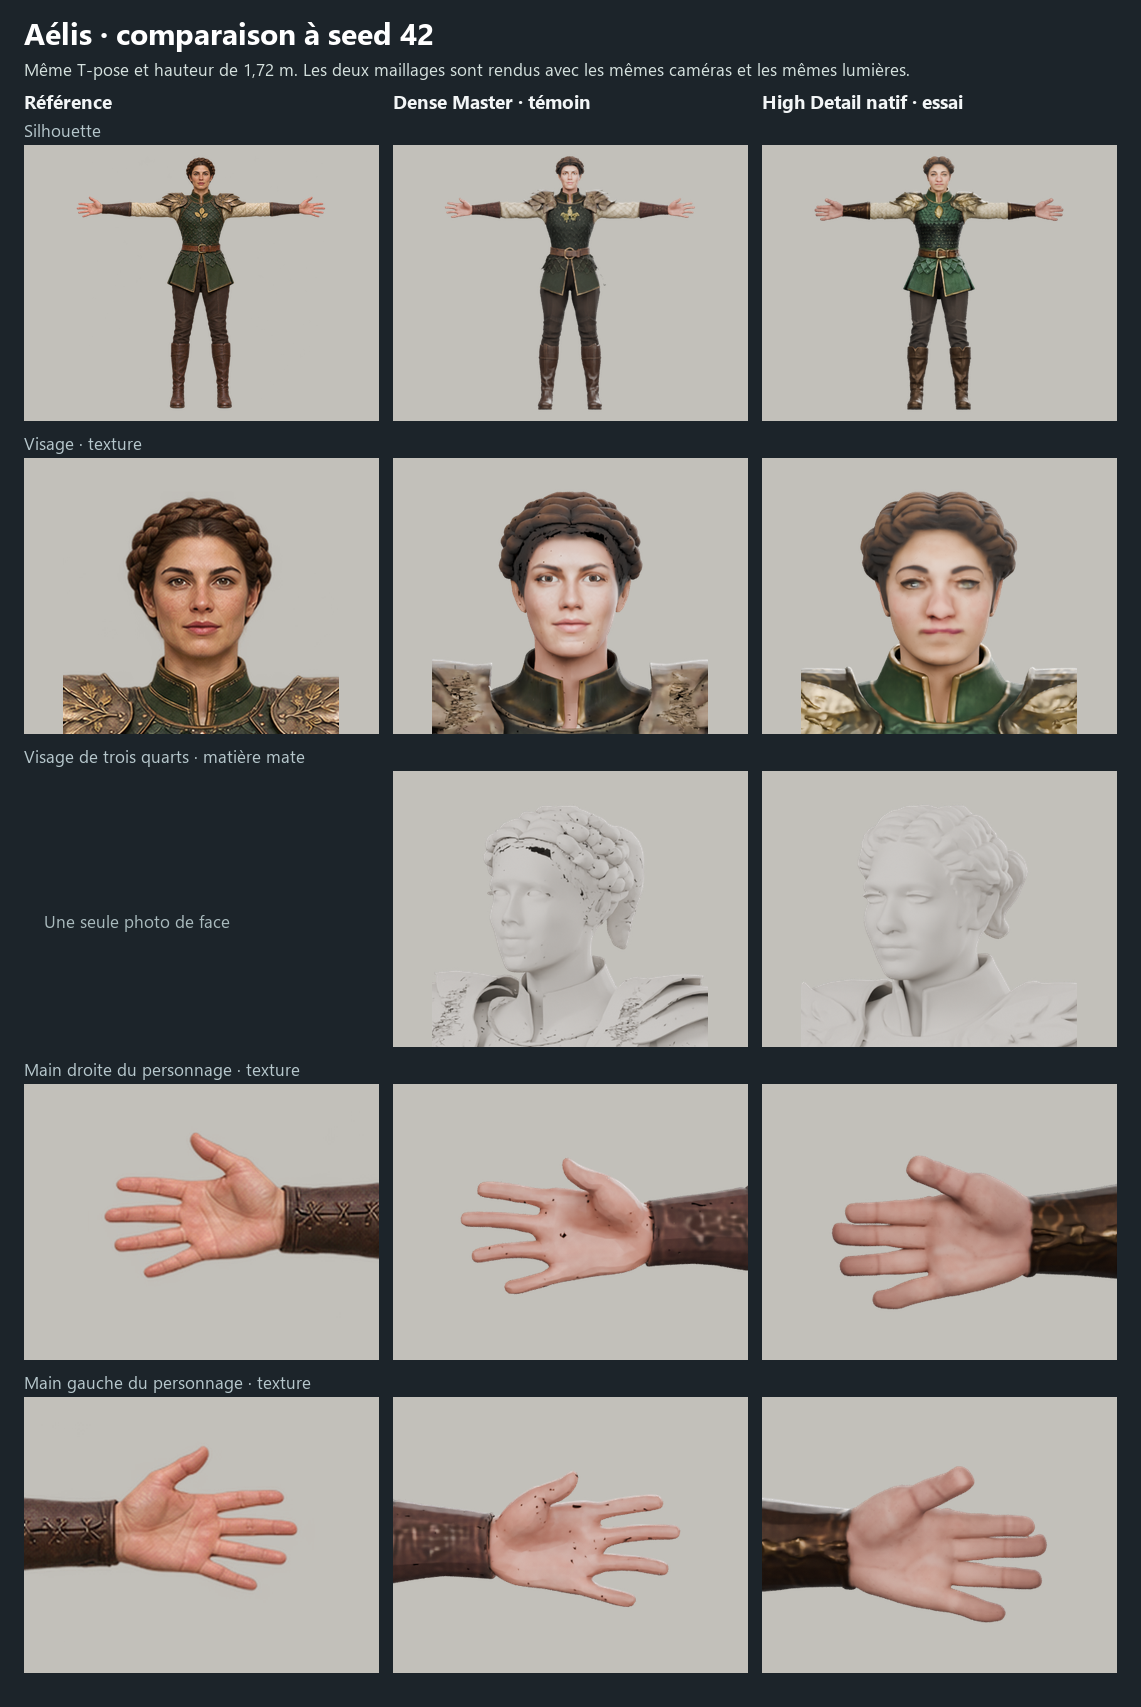 Aélis · comparaison à seed 42
Même T-pose et hauteur de 1,72 m. Les deux maillages sont rendus avec les mêmes caméras et les mêmes lumières.
Référence
Dense Master · témoin
High Detail natif · essai
Silhouette
Visage · texture
Visage de trois quarts · matière mate
Une seule photo de face
Main droite du personnage · texture
Main gauche du personnage · texture